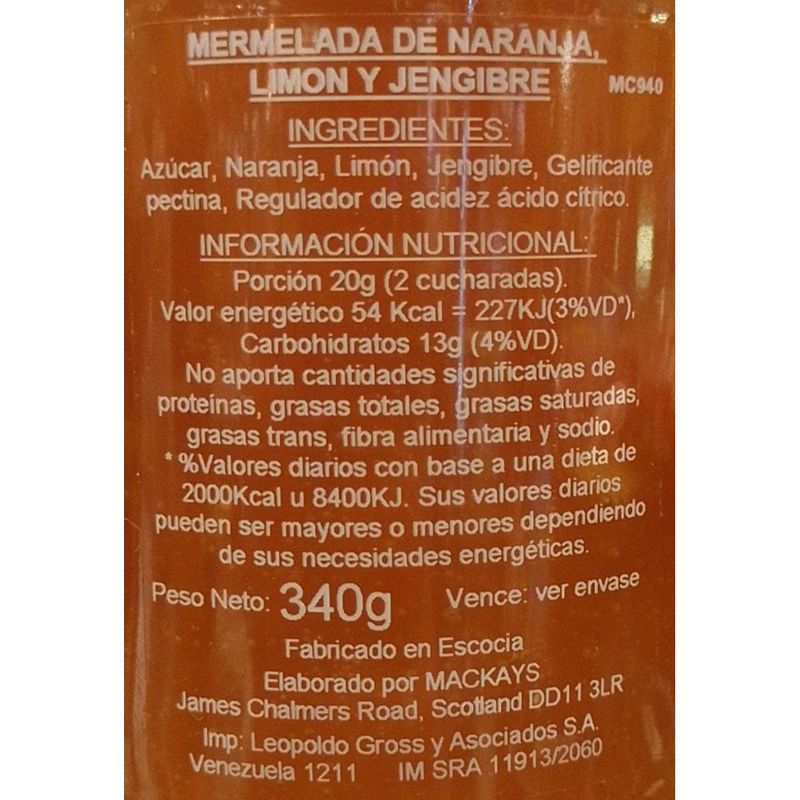 MERMELADA DE NARANJA,
LIMON Y JENGIBRE MC940
INGREDIENTES:
Azúcar, Naranja, Limón, Jengibre, Gelificante
pectina, Regulador de acidez ácido cítrico.
INFORMACIÓN NUTRICIONAL:
Porción 20g (2 cucharadas).
Valor energético 54 Kcal = 227KJ(3%VD*),
Carbohidratos 13g (4%VD).
No aporta cantidades significativas de
proteínas, grasas totales, grasas saturadas,
grasas trans, fibra alimentaria y sodio.
* %Valores diarios con base a una dieta de
2000Kcal u 8400KJ. Sus valores diarios
pueden ser mayores o menores dependiendo
de sus necesidades energéticas.
Peso Neto: 340g Vence: ver envase
Fabricado en Escocia
Elaborado por MACKAYS
James Chalmers Road, Scotland DD11 3LR
Imp: Leopoldo Gross y Asociados S.A.
Venezuela 1211 IM SRA 11913/2060